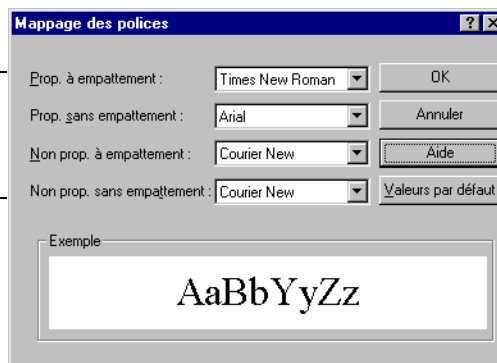 Mappage des polices
Prop. à empattement : Times New Roman OK
Prop. sans empattement : Arial Annuler
Non prop. à empattement : Courier New Aide
Non prop. sans empattement : Courier New Valeurs par défaut
Exemple
AaBbYyZz